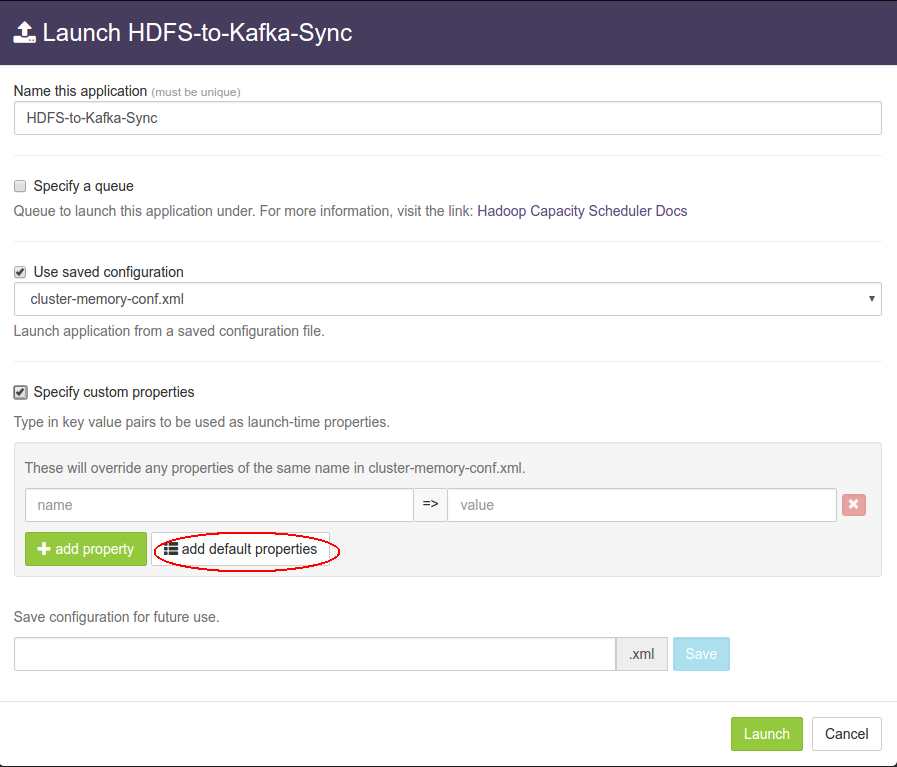 Launch HDFS-to-Kafka-Sync
Name this application (must be unique)
HDFS-to-Kafka-Sync
Specify a queue
Queue to launch this application under. For more information, visit the link: Hadoop Capacity Scheduler Docs
Use saved configuration
cluster-memory-conf.xml
Launch application from a saved configuration file.
Specify custom properties
Type in key value pairs to be used as launch-time properties.
These will override any properties of the same name in cluster-memory-conf.xml.
name => value
add property add default properties
Save configuration for future use.
.xml Save
Launch Cancel